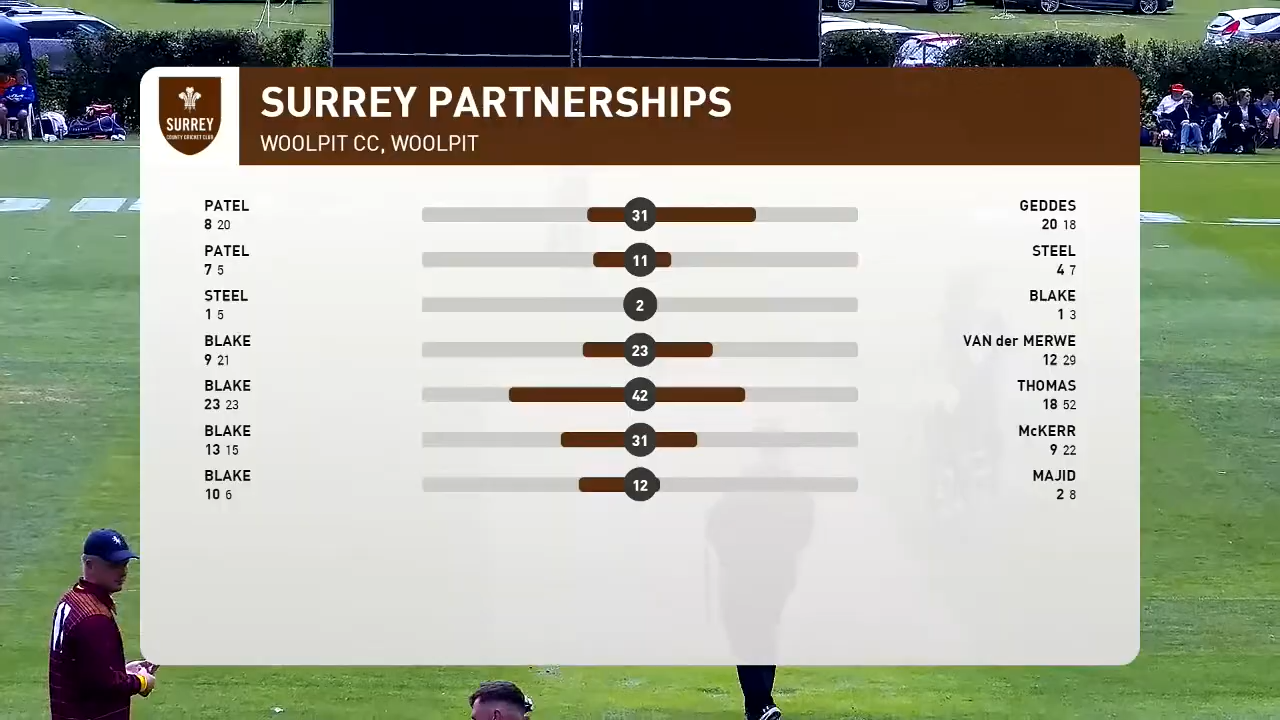 SURREY PARTNERSHIPS
WOOLPIT CC, WOOLPIT
SURREY
COUNTY CRICKET CLUB
PATEL 31 GEDDES
8 20 20 18
PATEL 11 STEEL
7 5 4 7
STEEL 2 BLAKE
1 5 1 3
BLAKE 23 VAN der MERWE
9 21 12 29
BLAKE 42 THOMAS
23 23 18 52
BLAKE 31 McKERR
13 15 9 22
BLAKE 12 MAJID
10 6 2 8